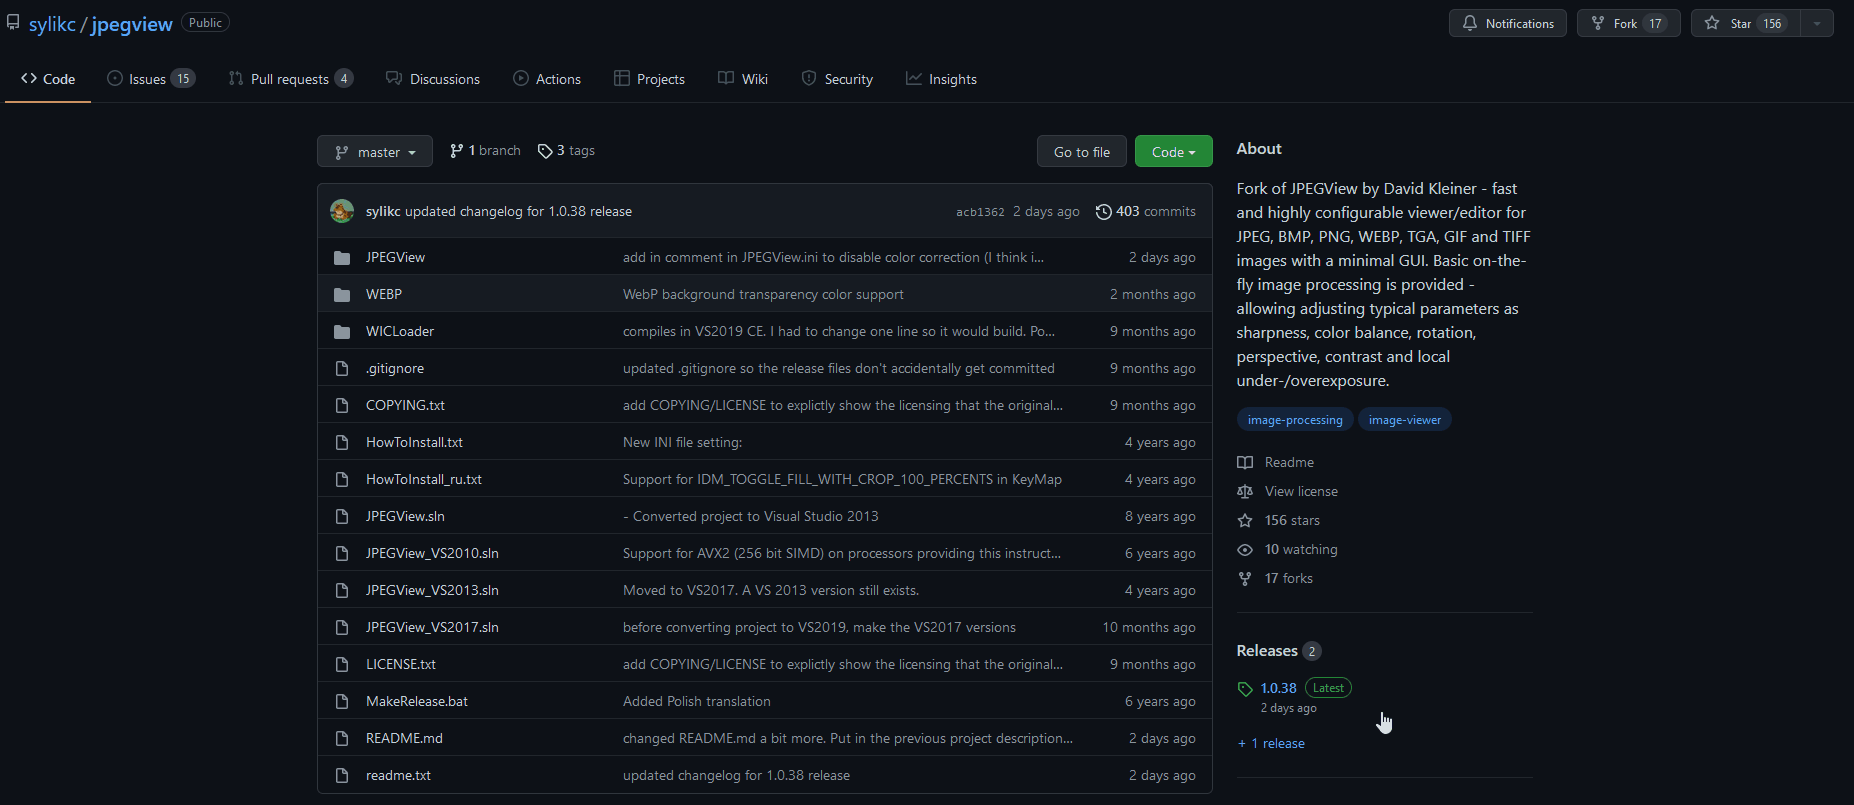 sylikc / jpegview Public
Notifications Fork 17 Star 156
Code Issues 15 Pull requests 4 Discussions Actions Projects Wiki Security Insights
master 1 branch 3 tags Go to file Code
sylikc updated changelog for 1.0.38 release acb1362 2 days ago 403 commits
JPEGView add in comment in JPEGView.ini to disable color correction (I think i... 2 days ago
WEBP WebP background transparency color support 2 months ago
WICLoader compiles in VS2019 CE. I had to change one line so it would build. Po... 9 months ago
.gitignore updated .gitignore so the release files don't accidentally get committed 9 months ago
COPYING.txt add COPYING/LICENSE to explictly show the licensing that the original... 9 months ago
HowToInstall.txt New INI file setting: 4 years ago
HowToInstall_ru.txt Support for IDM_TOGGLE_FILL_WITH_CROP_100_PERCENTS in KeyMap 4 years ago
JPEGView.sln - Converted project to Visual Studio 2013 8 years ago
JPEGView_VS2010.sln Support for AVX2 (256 bit SIMD) on processors providing this instruct... 6 years ago
JPEGView_VS2013.sln Moved to VS2017. A VS 2013 version still exists. 4 years ago
JPEGView_VS2017.sln before converting project to VS2019, make the VS2017 versions 10 months ago
LICENSE.txt add COPYING/LICENSE to explictly show the licensing that the original... 9 months ago
MakeRelease.bat Added Polish translation 6 years ago
README.md changed README.md a bit more. Put in the previous project description... 2 days ago
readme.txt updated changelog for 1.0.38 release 2 days ago
About
Fork of JPEGView by David Kleiner - fast
and highly configurable viewer/editor for
JPEG, BMP, PNG, WEBP, TGA, GIF and TIFF
images with a minimal GUI. Basic on-the-
fly image processing is provided -
allowing adjusting typical parameters as
sharpness, color balance, rotation,
perspective, contrast and local
under-/overexposure.
image-processing image-viewer
Readme
View license
156 stars
10 watching
17 forks
Releases 2
1.0.38 Latest
2 days ago
+ 1 release